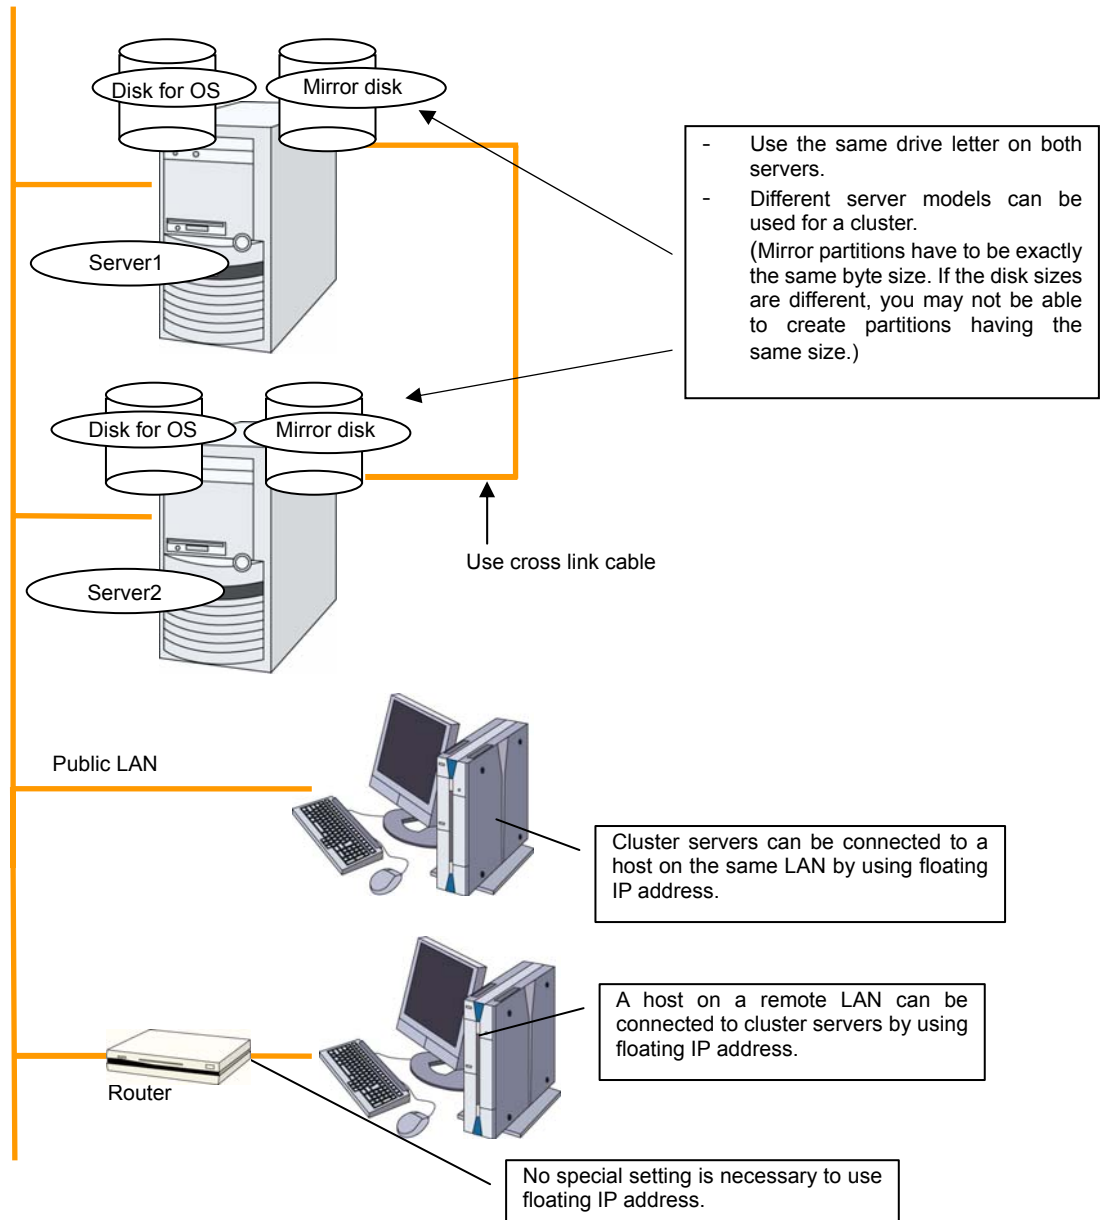 Disk for OS
Mirror disk
- Use the same drive letter on both
servers.
- Different server models can be
used for a cluster.
(Mirror partitions have to be exactly
the same byte size. If the disk sizes
are different, you may not be able
to create partitions having the
same size.)
Server1
Disk for OS
Mirror disk
Use cross link cable
Server2
Public LAN
Cluster servers can be connected to a
host on the same LAN by using floating
IP address.
A host on a remote LAN can be
connected to cluster servers by using
floating IP address.
Router
No special setting is necessary to use
floating IP address.